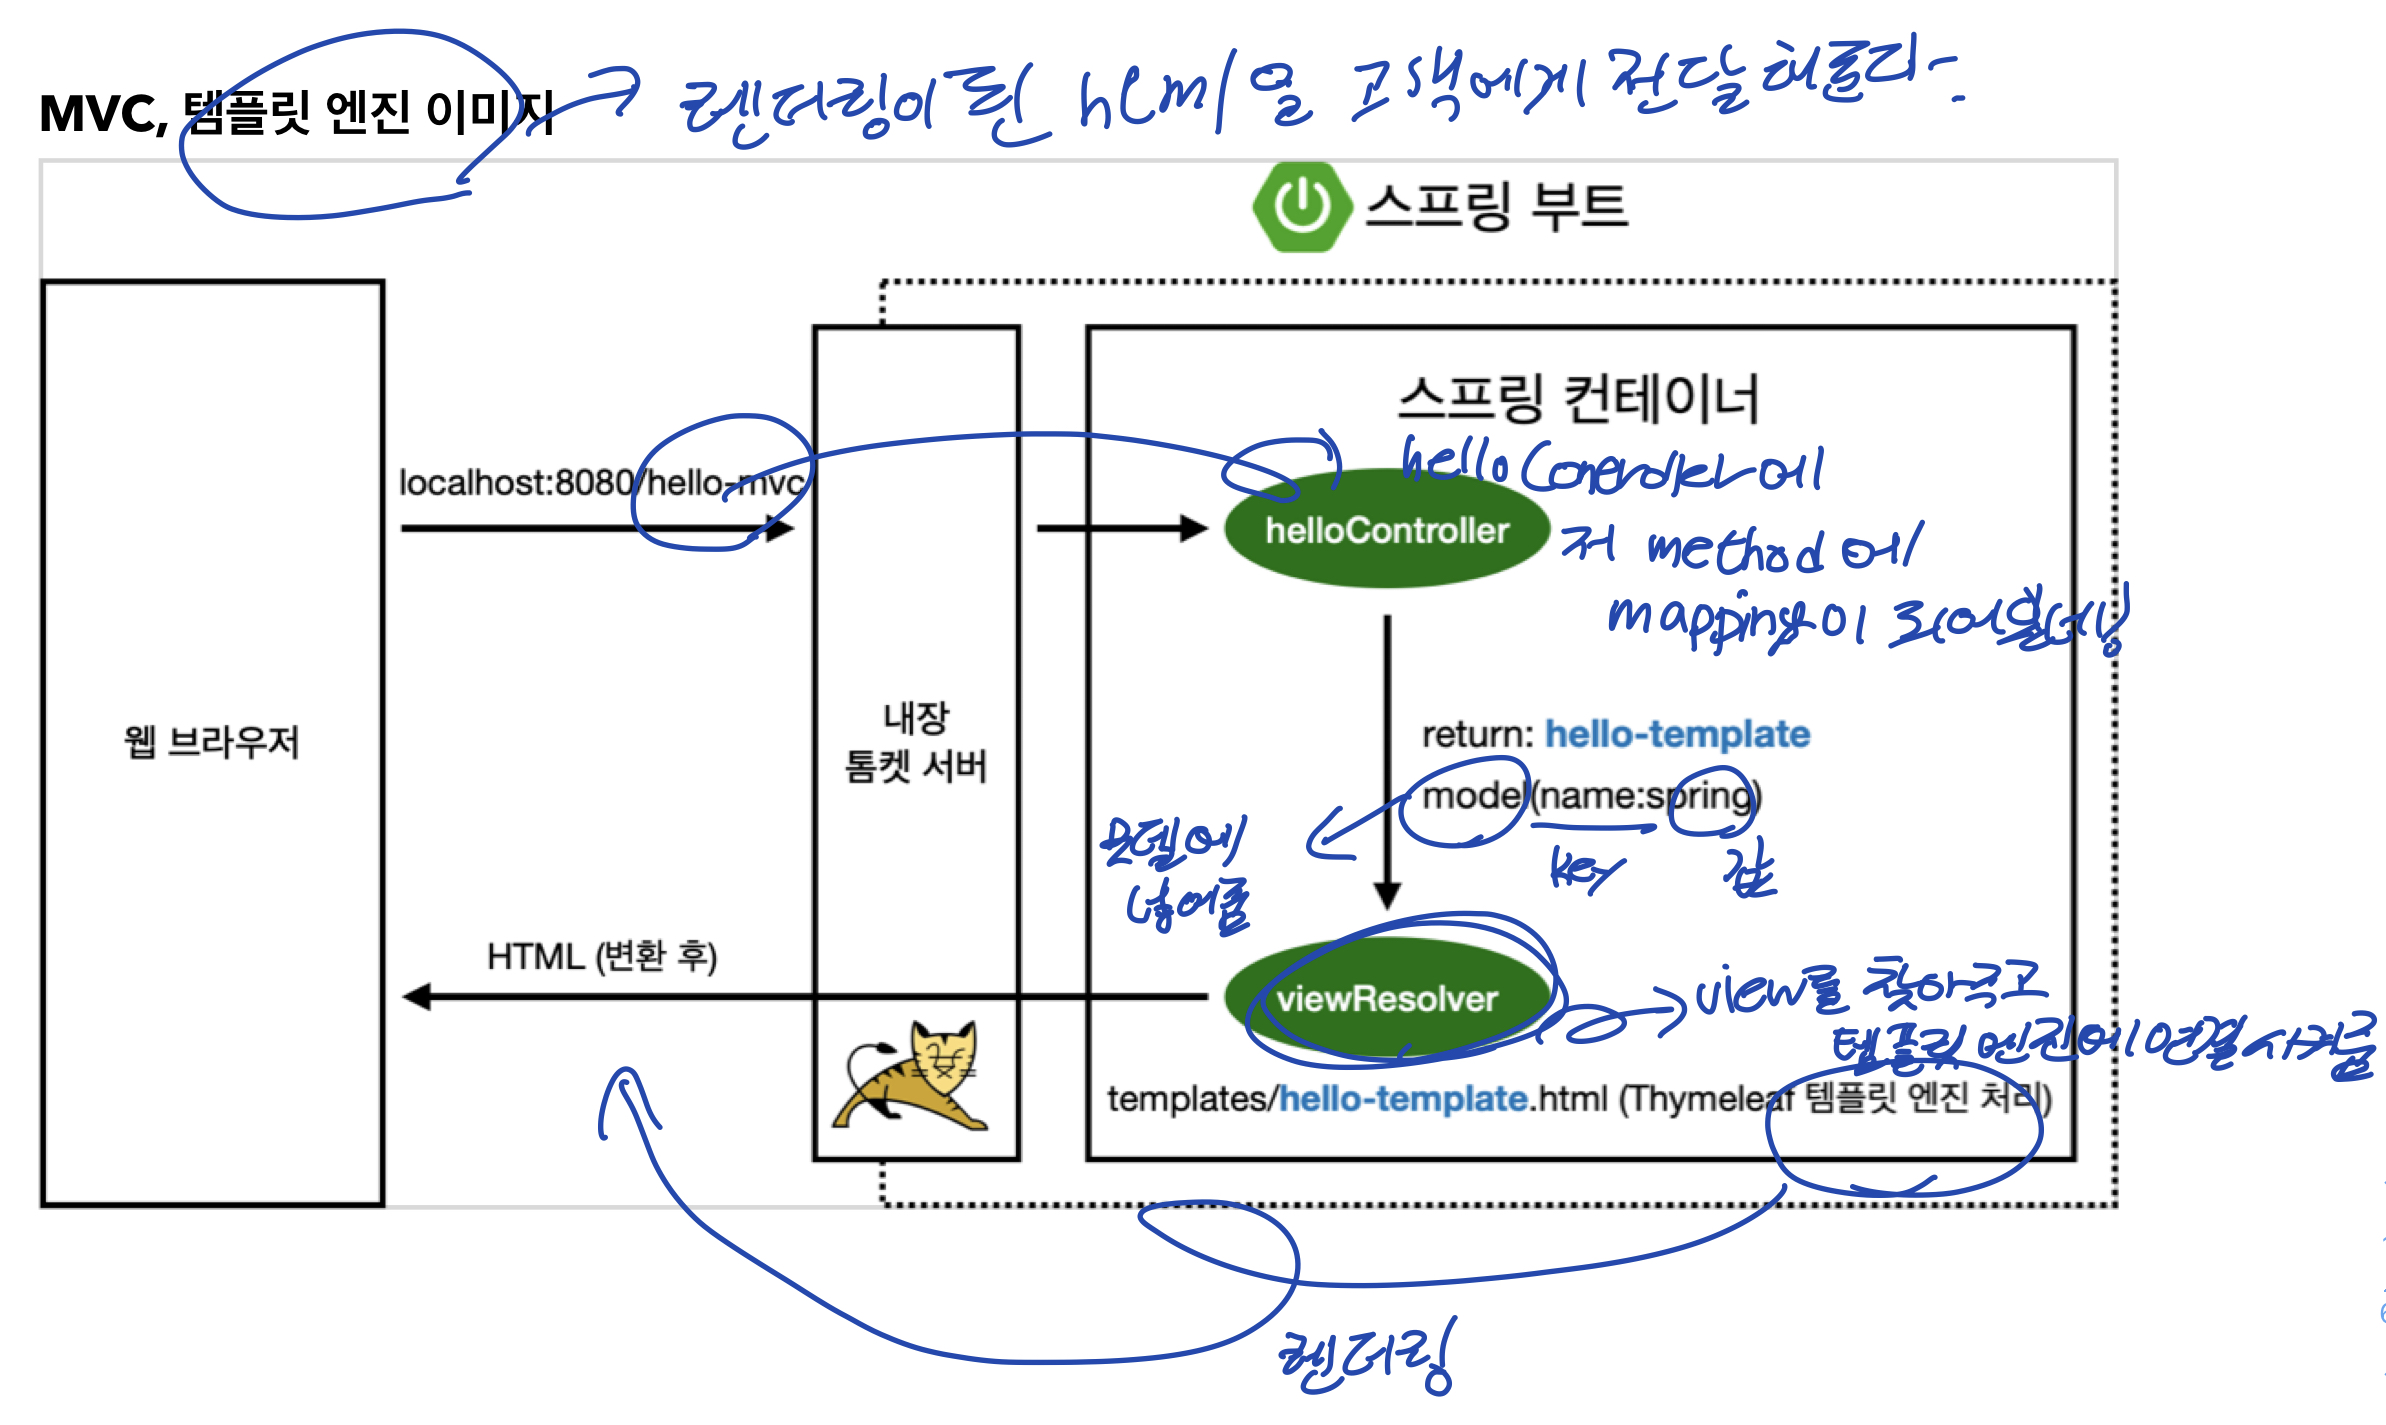 MVC, 템플릿 엔진 이미지
렌더링이 된 html을 고객에게 전달해준다-
스프링 부트
스프링 컨테이너
localhost:8080/hello-mvc
helloController에
helloController
저 method에
mapping이 되어있네!
웹 브라우저
내장
톰켓 서버
return: hello-template
model(name:spring)
key
값
모델에
넣어줌
HTML (변환 후)
viewResolver
view를 찾아주고
템플릿 엔진에 연결시켜줌
templates/hello-template.html (Thymeleaf 템플릿 엔진 처리)
렌더링